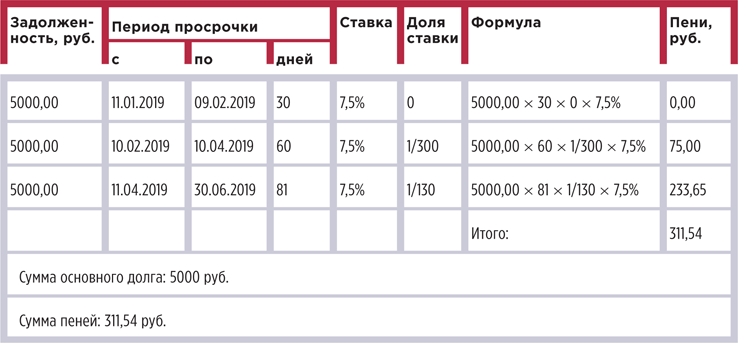 Задолжен- Период просрочки Ставка Доля Формула Пени,
ность, руб. ставки руб.
с по дней
5000,00 11.01.2019 09.02.2019 30 7,5% 0 5000,00 × 30 × 0 × 7,5% 0,00
5000,00 10.02.2019 10.04.2019 60 7,5% 1/300 5000,00 × 60 × 1/300 × 7,5% 75,00
5000,00 11.04.2019 30.06.2019 81 7,5% 1/130 5000,00 × 81 × 1/130 × 7,5% 233,65
Итого: 311,54
Сумма основного долга: 5000 руб.
Сумма пеней: 311,54 руб.